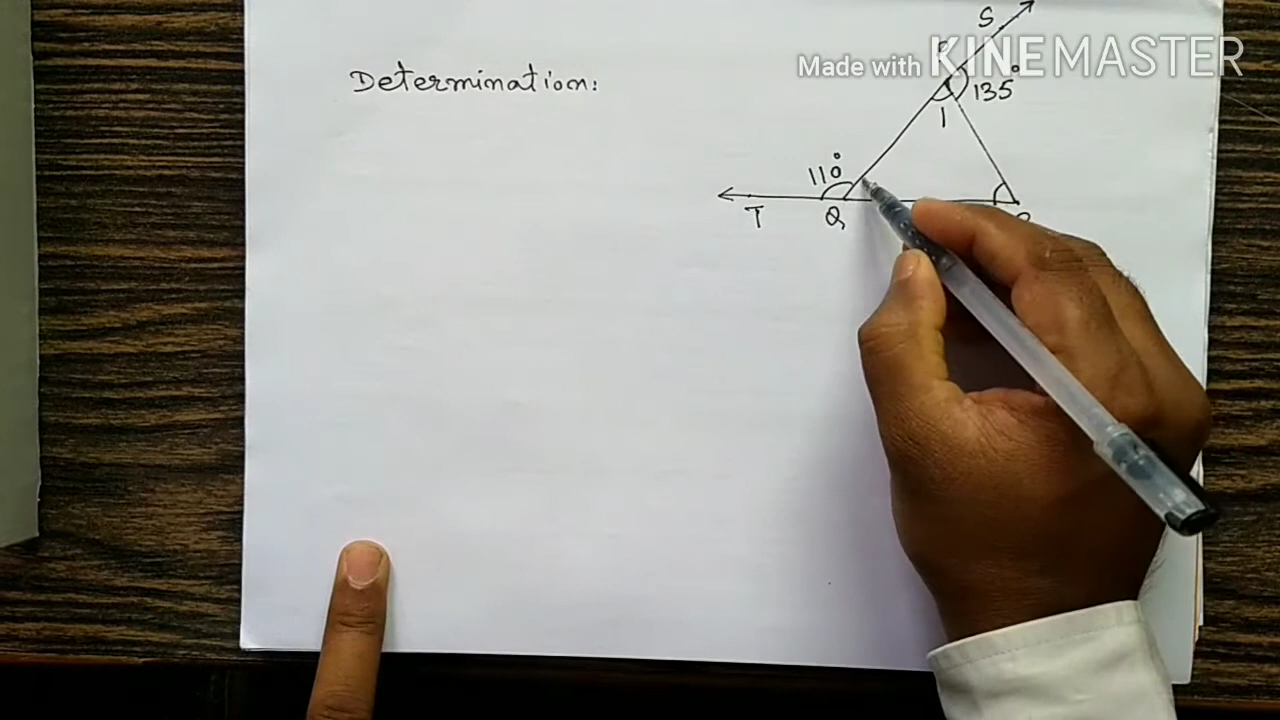 S
Made with KINEMASTER
Determination:
135°
1
110°
T Q